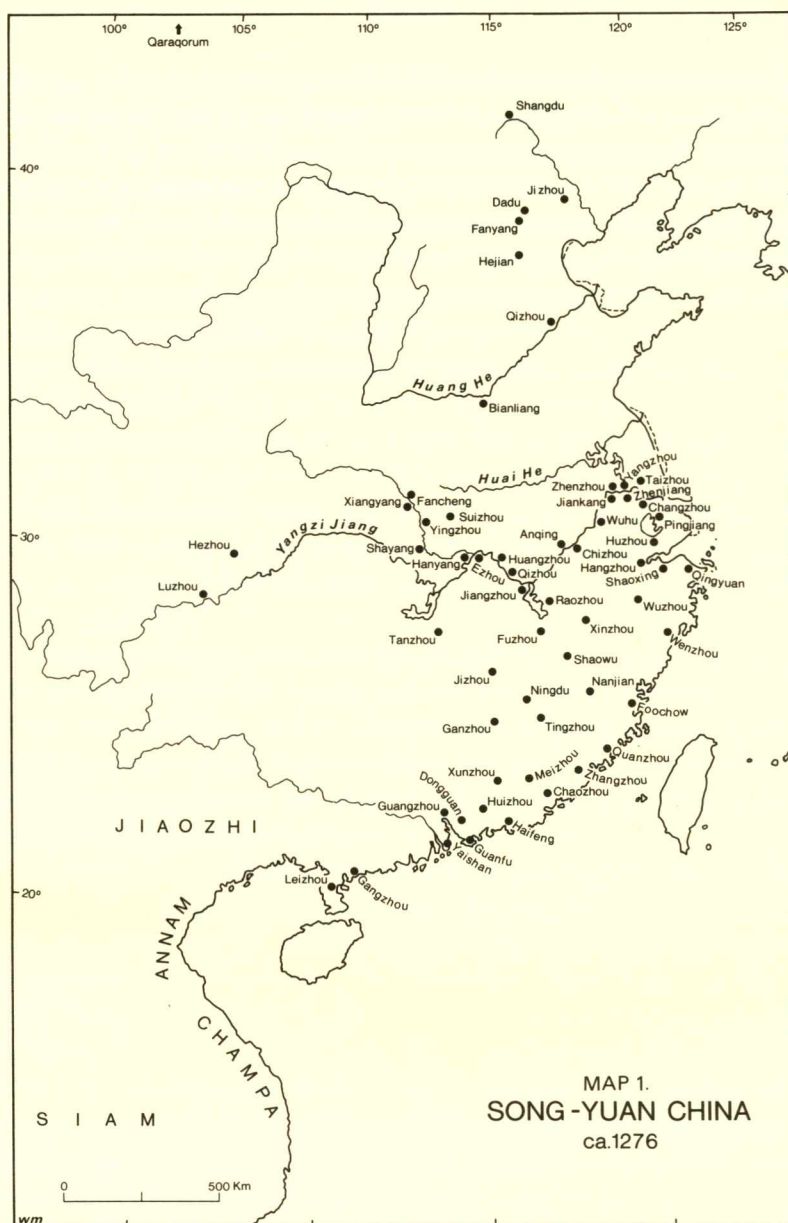 100°
105°
110°
115°
120°
125°
Qaraqorum
Shangdu
40°
Jizhou
Dadu
Fanyang
Hejian
Qizhou
Huang He
Bianliang
Huai He
Yangzhou
Taizhou
Zhenzhou
Zhenjiang
Fancheng
Jiankang
Changzhou
Xiangyang
Suizhou
Wuhu
Pingjiang
Yingzhou
Yangzi Jiang
Anqing
Huzhou
30°
Hezhou
Shayang
Chizhou
Hanyang
Ezhou
Huangzhou
Hangzhou
Qizhou
Shaoxing
Qingyuan
Luzhou
Jiangzhou
Raozhou
Wuzhou
Xinzhou
Tanzhou
Fuzhou
Wenzhou
Shaowu
Jizhou
Nanjian
Ningdu
Foochow
Ganzhou
Tingzhou
Quanzhou
Xunzhou
Meizhou
Zhangzhou
Dongguan
Chaozhou
Guangzhou
Huizhou
JIAOZHI
Haifeng
Yaishan
Guanfu
Leizhou
Gangzhou
20°
ANNAM
CHAMPA
MAP 1.
SONG-YUAN CHINA
ca.1276
SIAM
0 500 Km
wm